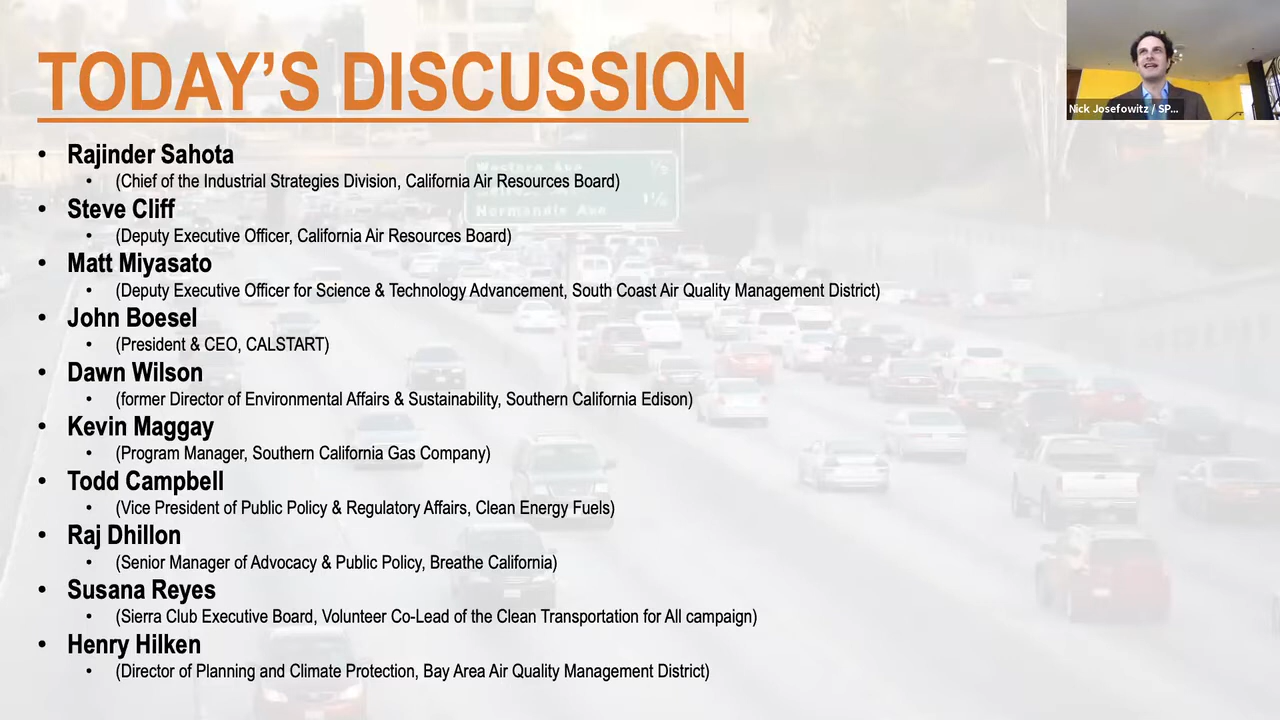 TODAY'S DISCUSSION
Nick Josefowitz / SP...
• Rajinder Sahota
• (Chief of the Industrial Strategies Division, California Air Resources Board)
• Steve Cliff
• (Deputy Executive Officer, California Air Resources Board)
• Matt Miyasato
• (Deputy Executive Officer for Science & Technology Advancement, South Coast Air Quality Management District)
• John Boesel
• (President & CEO, CALSTART)
• Dawn Wilson
• (former Director of Environmental Affairs & Sustainability, Southern California Edison)
• Kevin Maggay
• (Program Manager, Southern California Gas Company)
• Todd Campbell
• (Vice President of Public Policy & Regulatory Affairs, Clean Energy Fuels)
• Raj Dhillon
• (Senior Manager of Advocacy & Public Policy, Breathe California)
• Susana Reyes
• (Sierra Club Executive Board, Volunteer Co-Lead of the Clean Transportation for All campaign)
• Henry Hilken
• (Director of Planning and Climate Protection, Bay Area Air Quality Management District)
Western Ave
Normandie Ave 1½